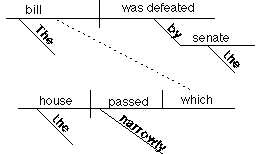 bill was defeated
The by senate
the
house passed which
the narrowly